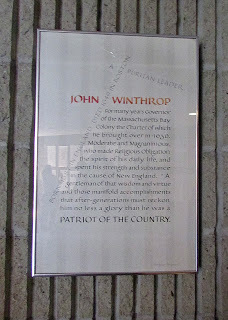 A
PURITAN LEADER,
JOHN WINTHROP
For many years Governor
of the Massachusetts Bay
Colony the Charter of which
he brought over in 1630.
Moderate and Magnanimous,
who made Religious Obligation
the spirit of his daily life, and
spent his strength and substance
in the cause of New England. "A
gentleman of that wisdom and virtue
and those manifold accomplishments
that after-generations must reckon
him no less a glory than he was a
PATRIOT OF THE COUNTRY.